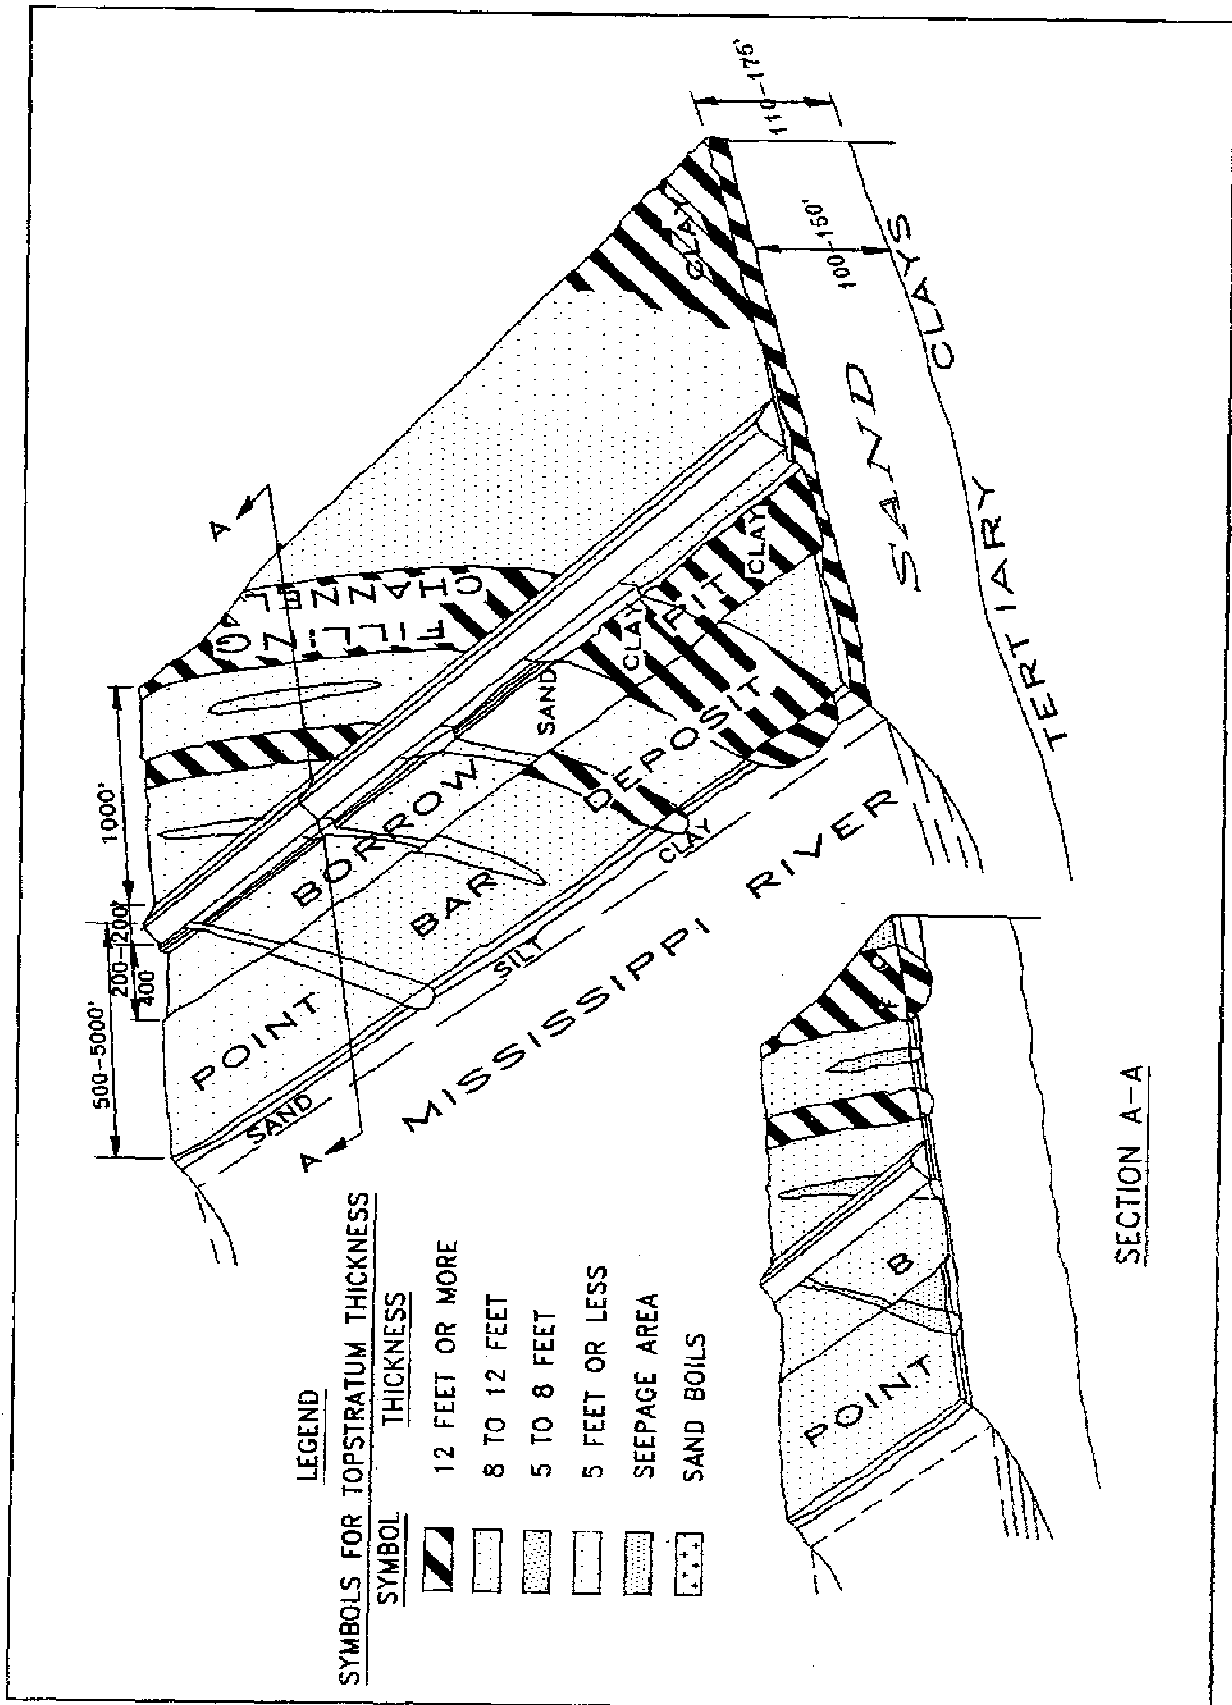 110-175'
100-150'
CLAY
SAND
TERTIARY CLAYS
A
CHANNEL
FILLING
1000'
200-200'
400
500-5000'
CLAY
CLAY
SAND
BORROW PIT
POINT BAR DEPOSIT
SAND
SILT
CLAY
A
MISSISSIPPI RIVER
LEGEND
SYMBOLS FOR TOPSTRATUM THICKNESS
SYMBOL THICKNESS
12 FEET OR MORE
8 TO 12 FEET
5 TO 8 FEET
5 FEET OR LESS
SEEPAGE AREA
SAND BOILS
POINT
B
SECTION A-A